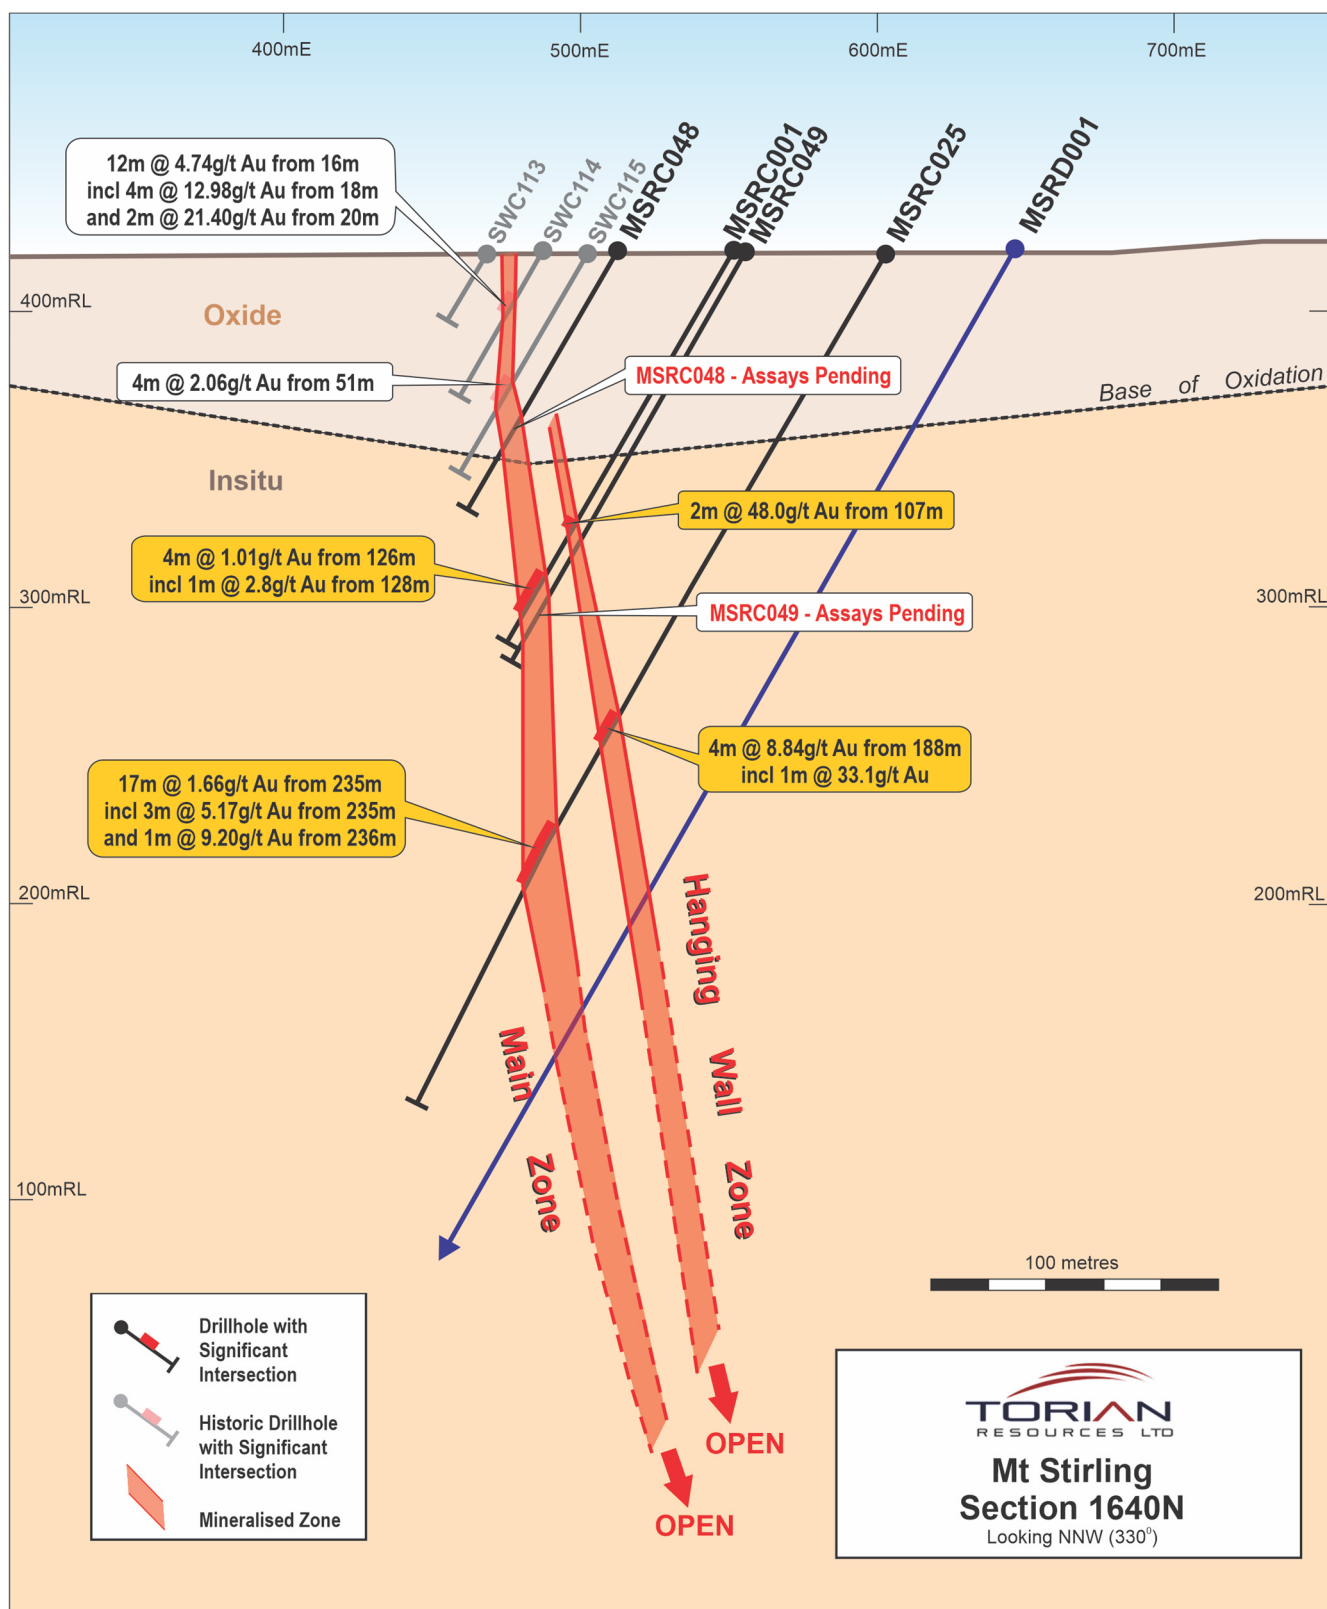 400mE
500mE
600mE
700mE
12m @ 4.74g/t Au from 16m
incl 4m @ 12.98g/t Au from 18m
and 2m @ 21.40g/t Au from 20m
SWC113
SWC114
SWC115
MSRC048
MSRC001
MSRC049
MSRC025
MSRD001
400mRL
Oxide
4m @ 2.06g/t Au from 51m
MSRC048 - Assays Pending
Base of Oxidation
Insitu
2m @ 48.0g/t Au from 107m
4m @ 1.01g/t Au from 126m
incl 1m @ 2.8g/t Au from 128m
300mRL
300mRL
MSRC049 - Assays Pending
4m @ 8.84g/t Au from 188m
incl 1m @ 33.1g/t Au
17m @ 1.66g/t Au from 235m
incl 3m @ 5.17g/t Au from 235m
and 1m @ 9.20g/t Au from 236m
200mRL
200mRL
Hanging Wall Zone
Main Zone
100mRL
100 metres
Drillhole with
Significant
Intersection
Historic Drillhole
with Significant
Intersection
Mineralised Zone
OPEN
OPEN
TORIAN
RESOURCES LTD
Mt Stirling
Section 1640N
Looking NNW (330⁰)